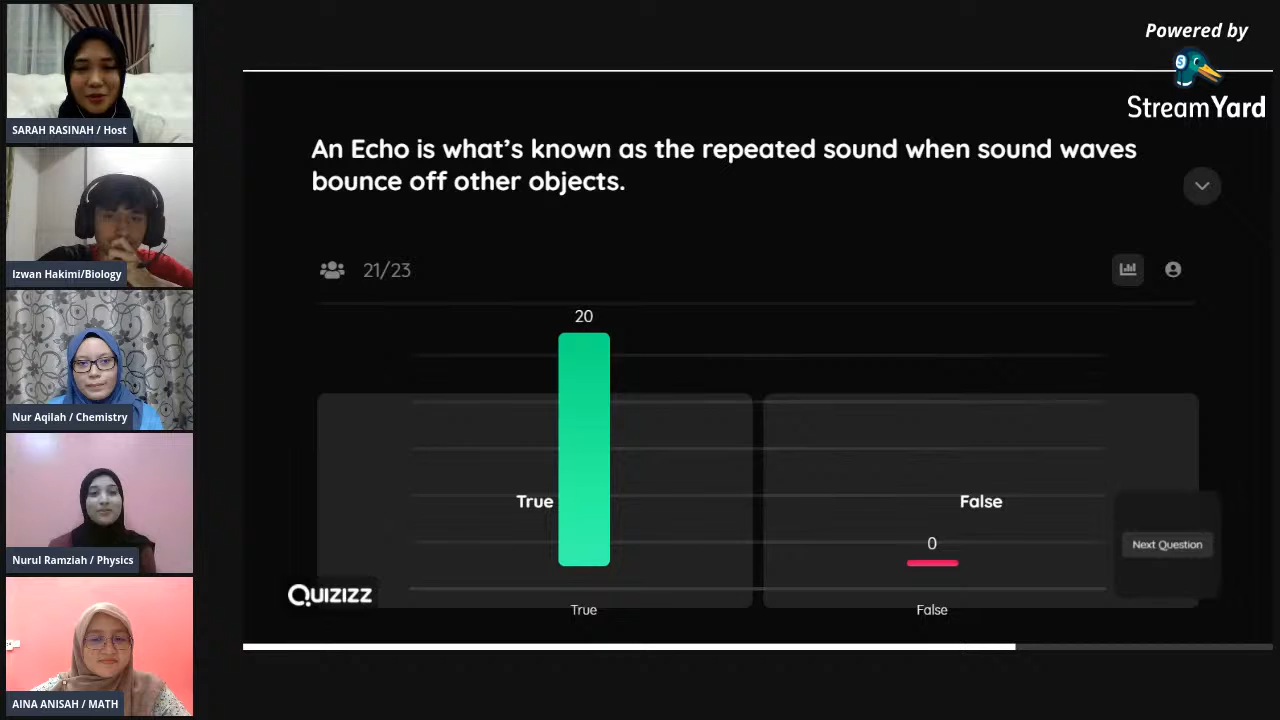 SARAH RASINAH / Host
Izwan Hakimi/Biology
Nur Aqilah / Chemistry
Nurul Ramziah / Physics
AINA ANISAH / MATH
Powered by
StreamYard
An Echo is what's known as the repeated sound when sound waves
bounce off other objects.
21/23
20
True
False
0
Next Question
Quizizz
True
False